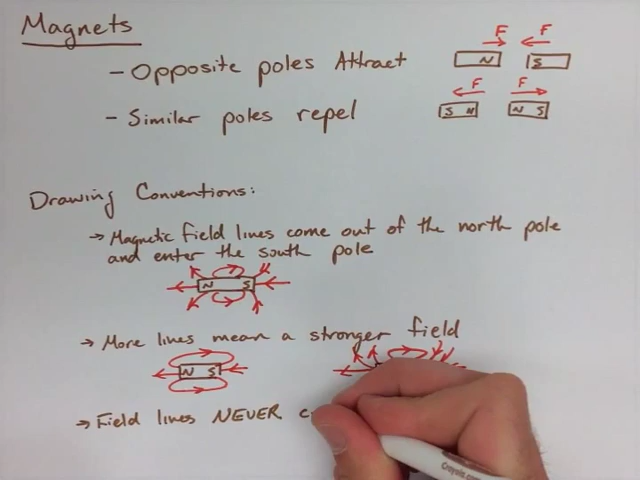 Magnets
F F
- Opposite poles Attract
N S
F F
- Similar poles repel
S N N S
Drawing Conventions:
→ Magnetic field lines come out of the north pole
and enter the south pole
N S
→ More lines mean a stronger field
N S
→ Field lines NEVER
Crayola